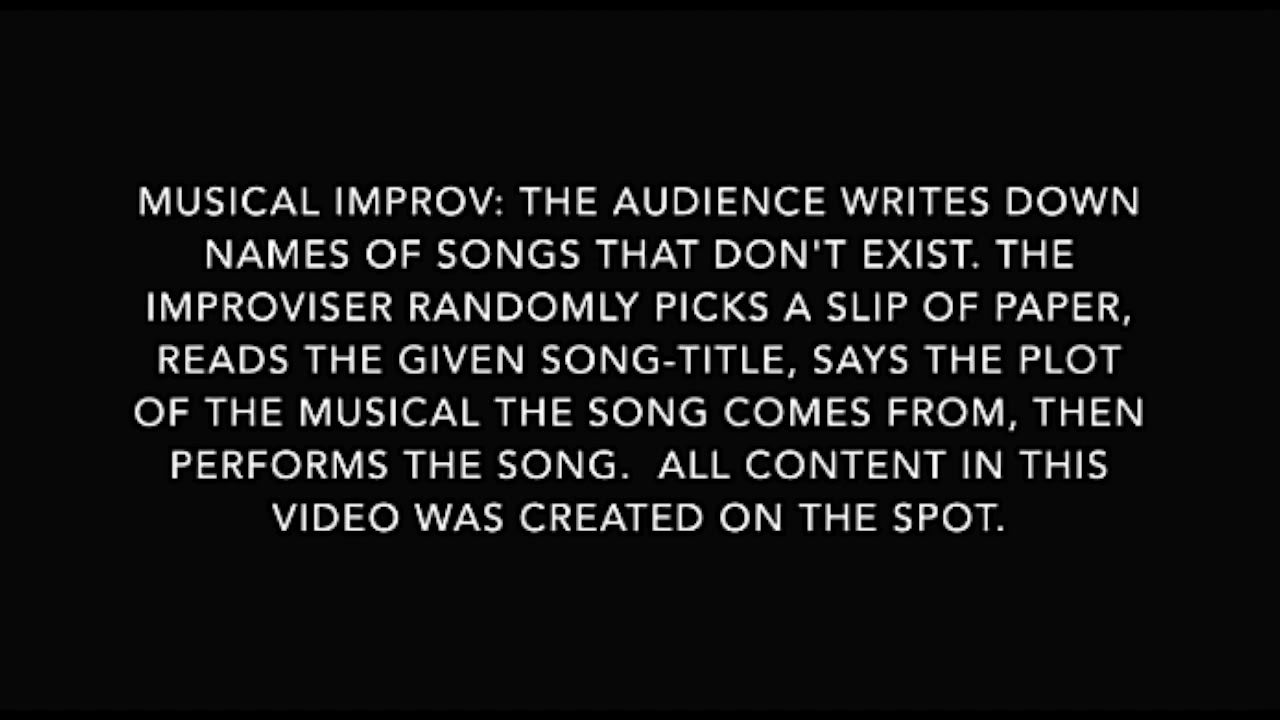 MUSICAL IMPROV: THE AUDIENCE WRITES DOWN
NAMES OF SONGS THAT DON'T EXIST. THE
IMPROVISER RANDOMLY PICKS A SLIP OF PAPER,
READS THE GIVEN SONG-TITLE, SAYS THE PLOT
OF THE MUSICAL THE SONG COMES FROM, THEN
PERFORMS THE SONG.  ALL CONTENT IN THIS
VIDEO WAS CREATED ON THE SPOT.